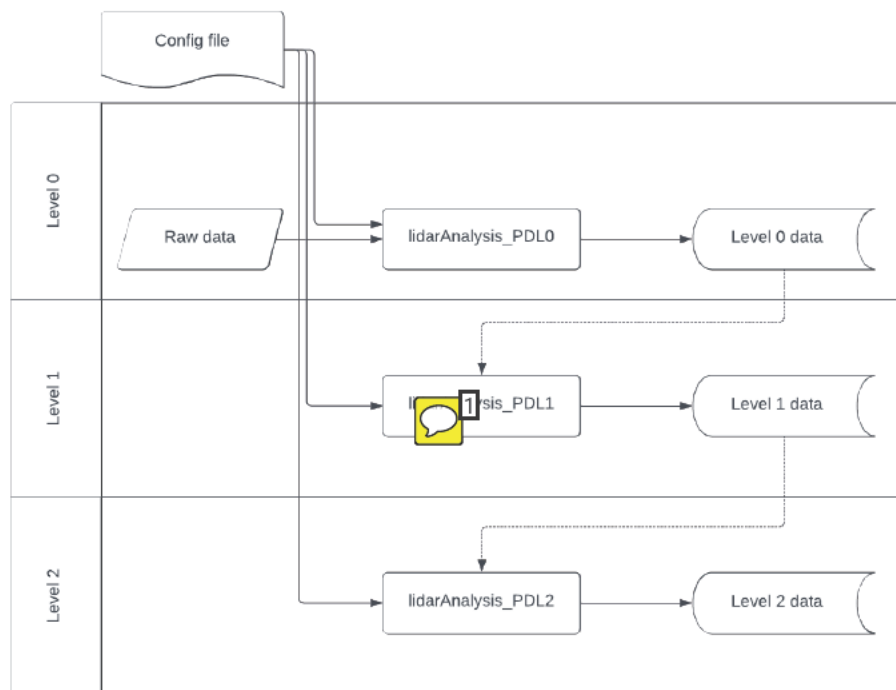 Config file
Level 0
Raw data
lidarAnalysis_PDL0
Level 0 data
Level 1
1
Level 1 data
Level 2
lidarAnalysis_PDL2
Level 2 data